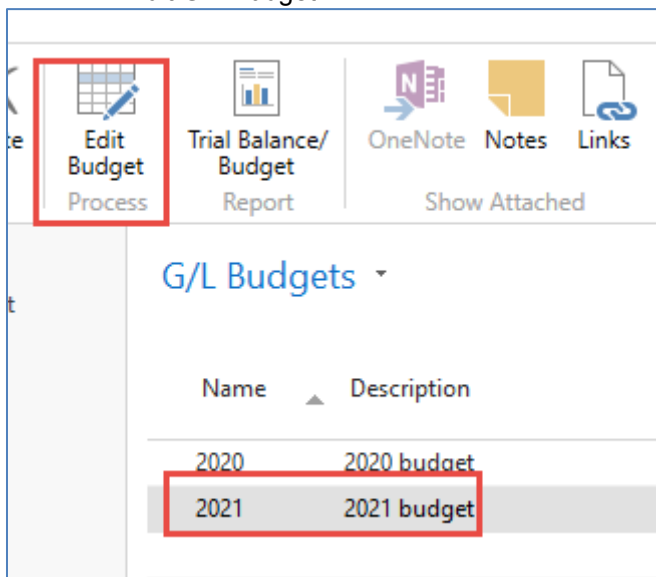 Edit
Budget
Trial Balance/
Budget
OneNote
Notes
Links
Process
Report
Show Attached
G/L Budgets
Name
Description
2020
2020 budget
2021
2021 budget